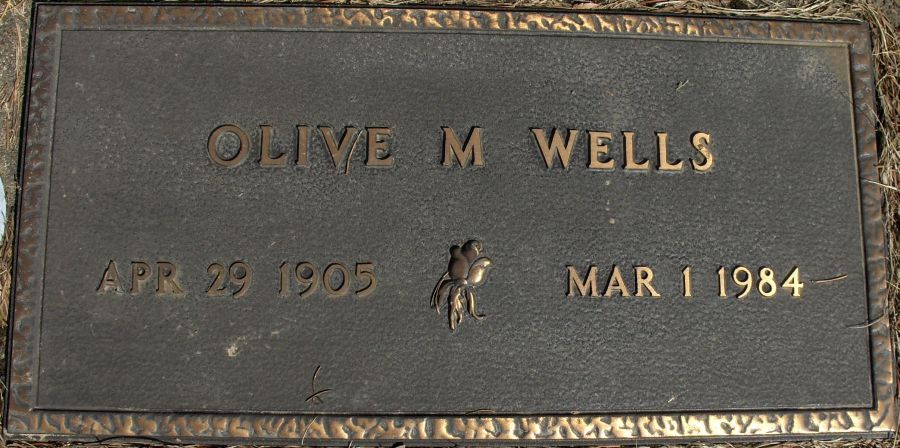 OLIVE M WELLS
APR 29 1905 MAR 1 1984